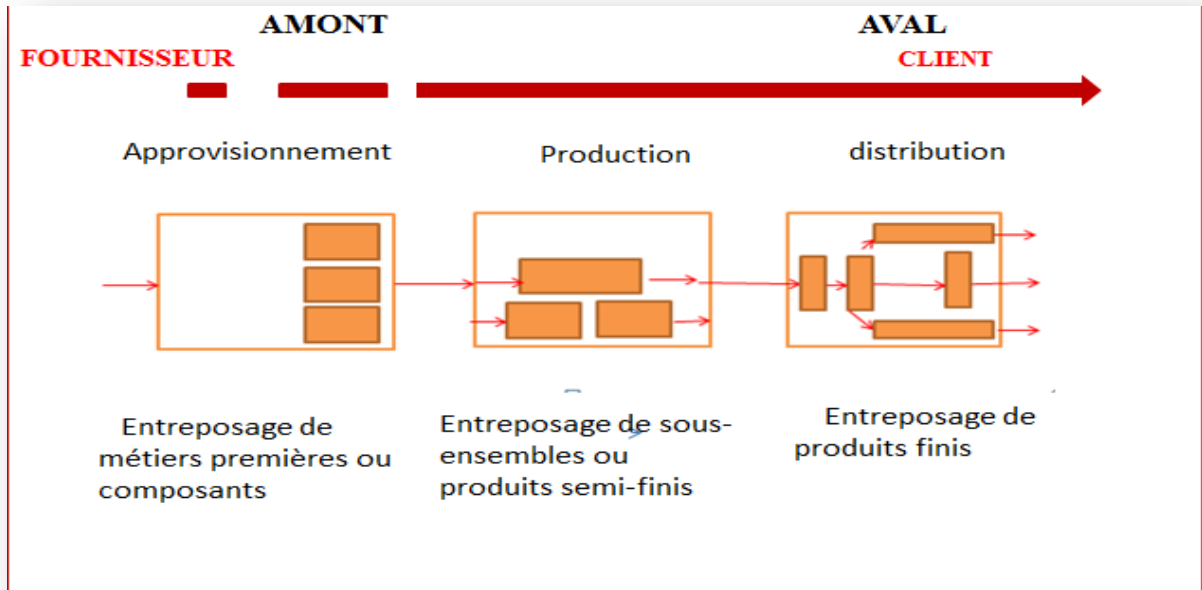 AMONT
AVAL
FOURNISSEUR
CLIENT
Approvisionnement
Production
distribution
Entreposage de
métiers premières ou
composants
Entreposage de sous-
ensembles ou
produits semi-finis
Entreposage de
produits finis